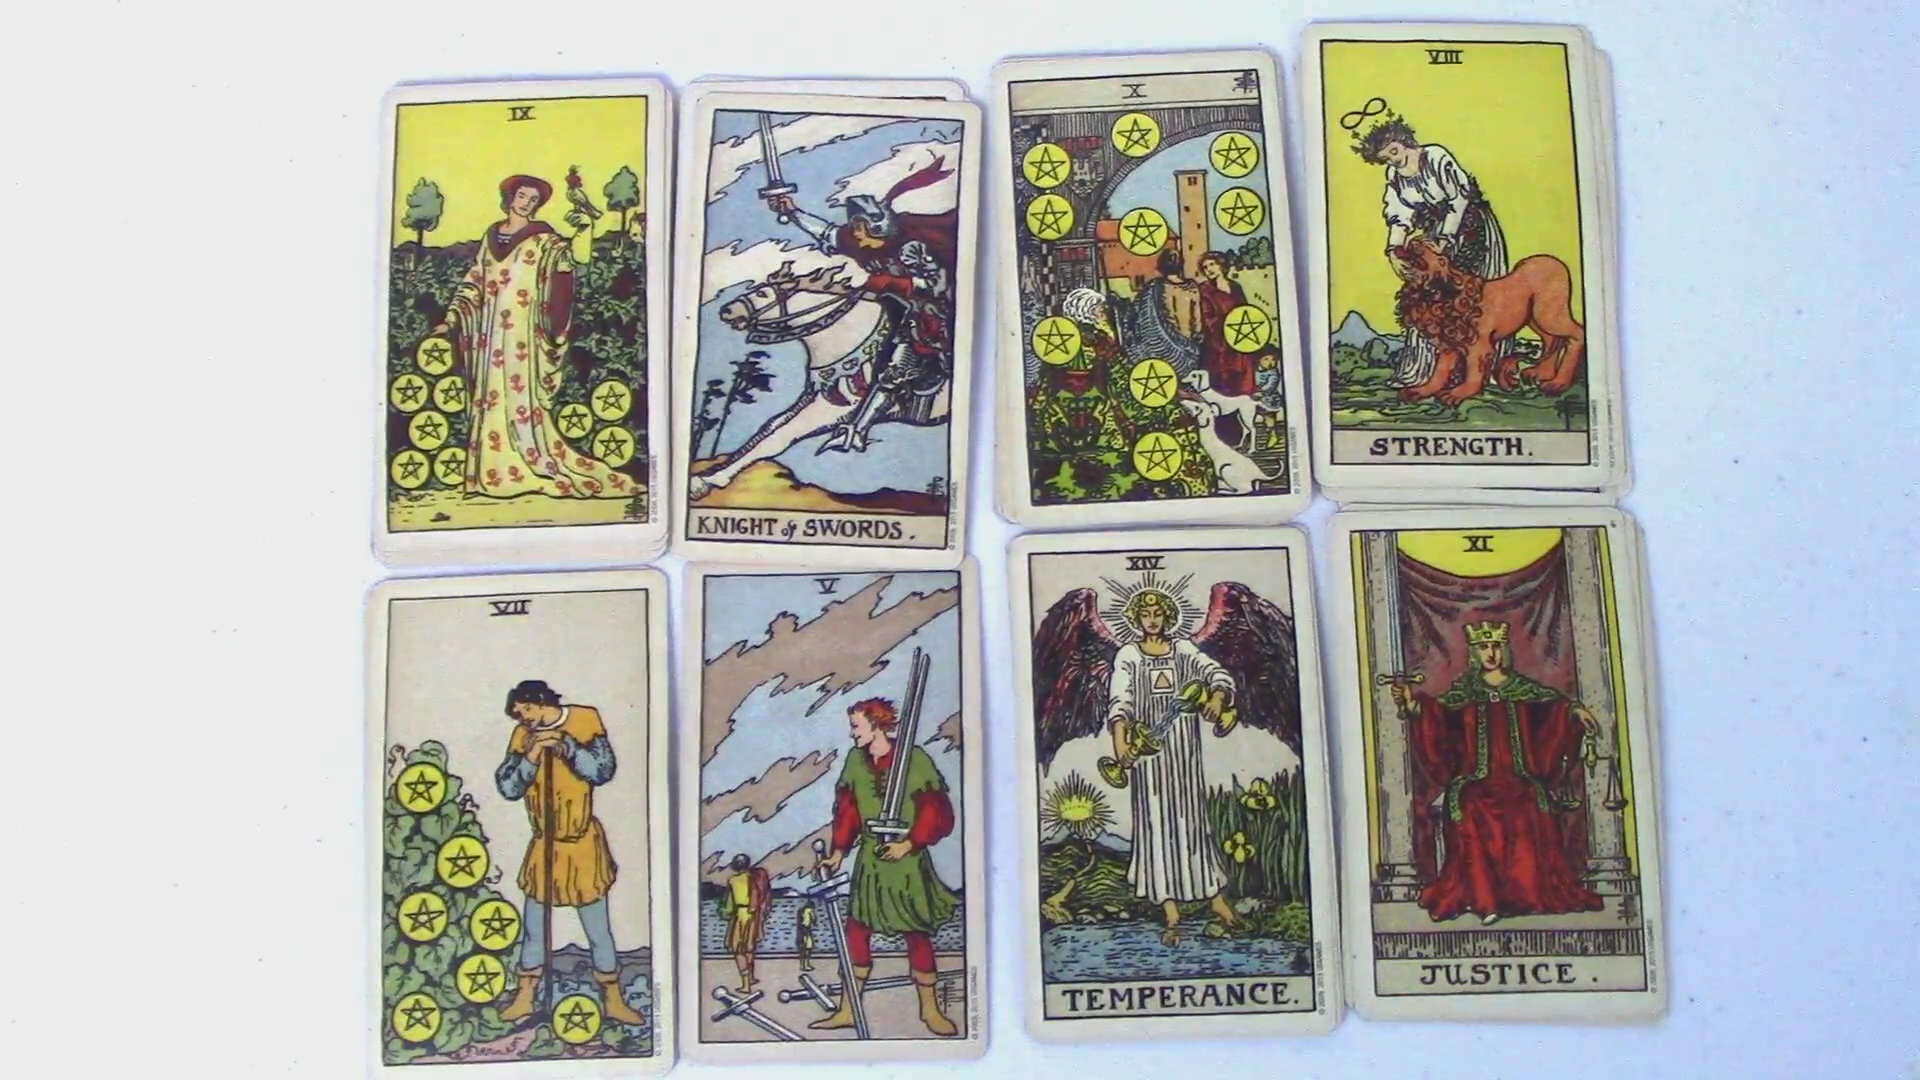 IX
KNIGHT of SWORDS.
X
VIII
STRENGTH.
VII
V
XIV
TEMPERANCE.
XI
JUSTICE.